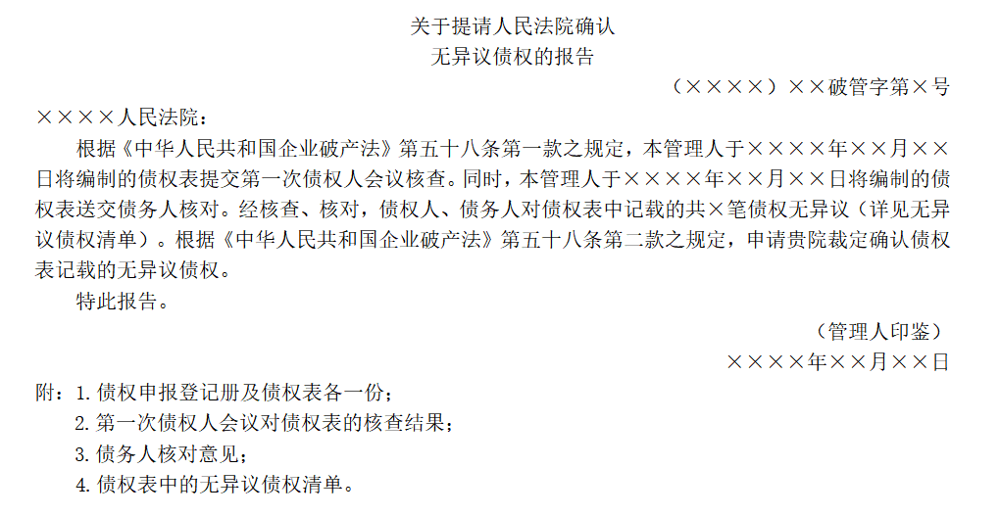 关于提请人民法院确认
无异议债权的报告
（××××）××破管字第×号
××××人民法院：
根据《中华人民共和国企业破产法》第五十八条第一款之规定，本管理人于××××年××月××
日将编制的债权表提交第一次债权人会议核查。同时，本管理人于××××年××月××日将编制的债
权表送交债务人核对。经核查、核对，债权人、债务人对债权表中记载的共×笔债权无异议（详见无异
议债权清单）。根据《中华人民共和国企业破产法》第五十八条第二款之规定，申请贵院裁定确认债权
表记载的无异议债权。
特此报告。
（管理人印鉴）
××××年××月××日
附：1.债权申报登记册及债权表各一份；
2.第一次债权人会议对债权表的核查结果；
3.债务人核对意见；
4.债权表中的无异议债权清单。